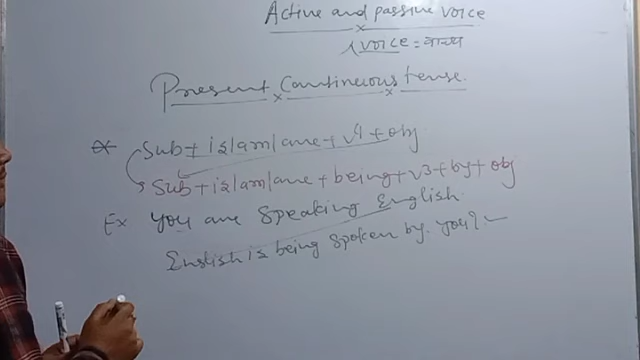 Active and passive voice
voice = वाच्य
Present Continuous tense.
Sub + is/am/are + v4 + obj
Sub + is/am/are + being + v3 + by + obj
Ex you are speaking English.
English is being spoken by you